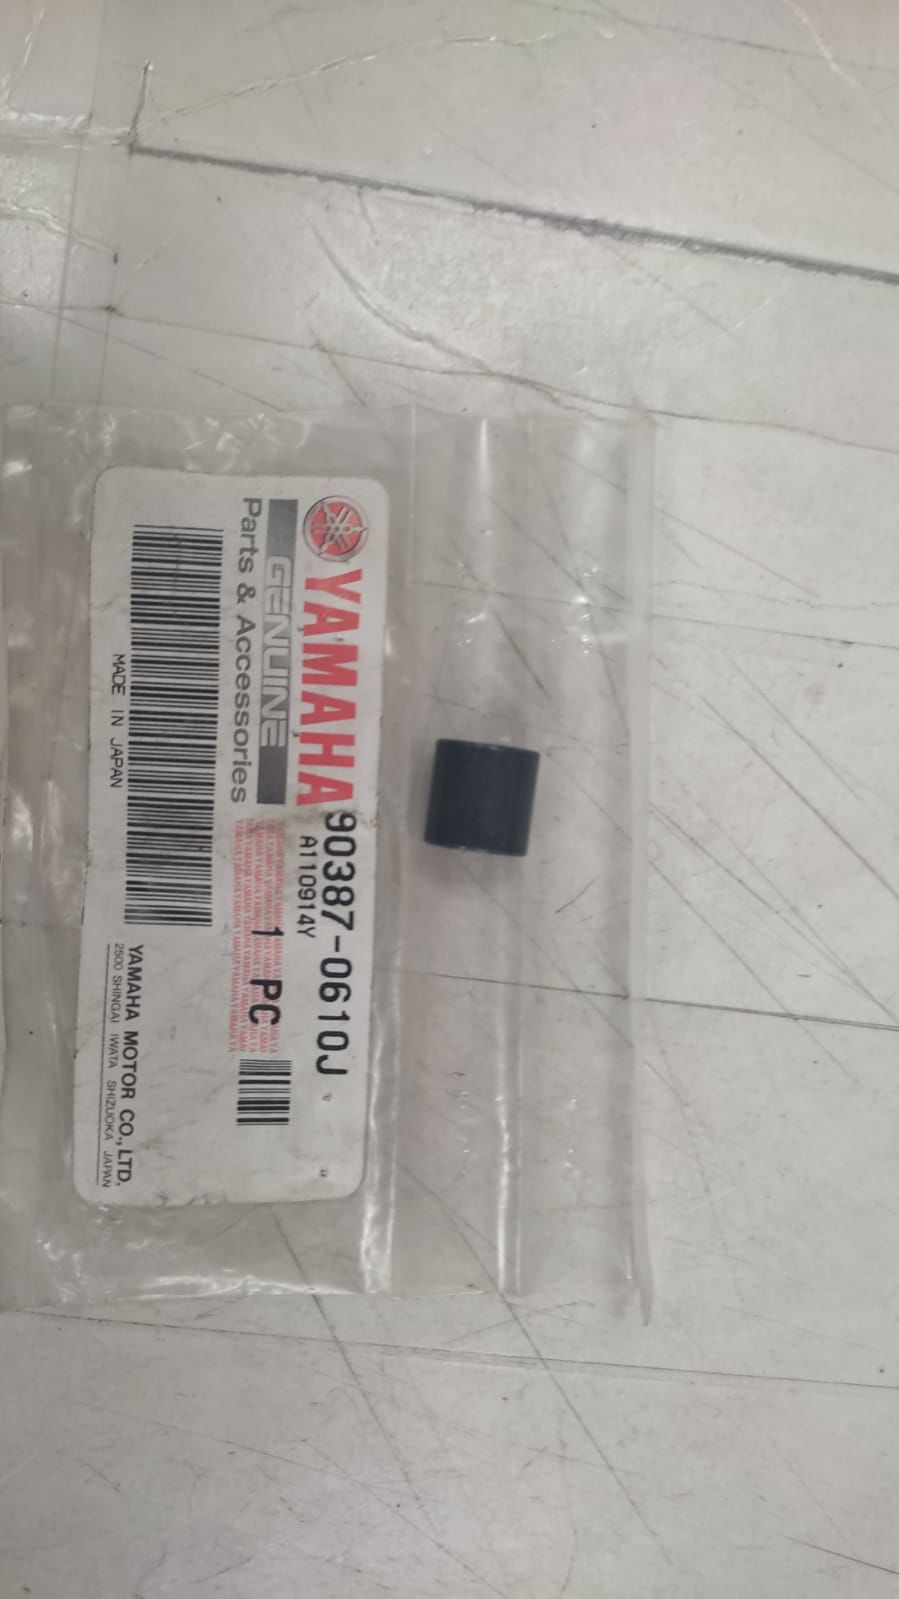 YAMAHA
GENUINE
Parts & Accessories
90387-0610J
A110914Y
1 PC
MADE IN JAPAN
YAMAHA MOTOR CO., LTD.
2500 SHINGAI IWATA SHIZUOKA JAPAN